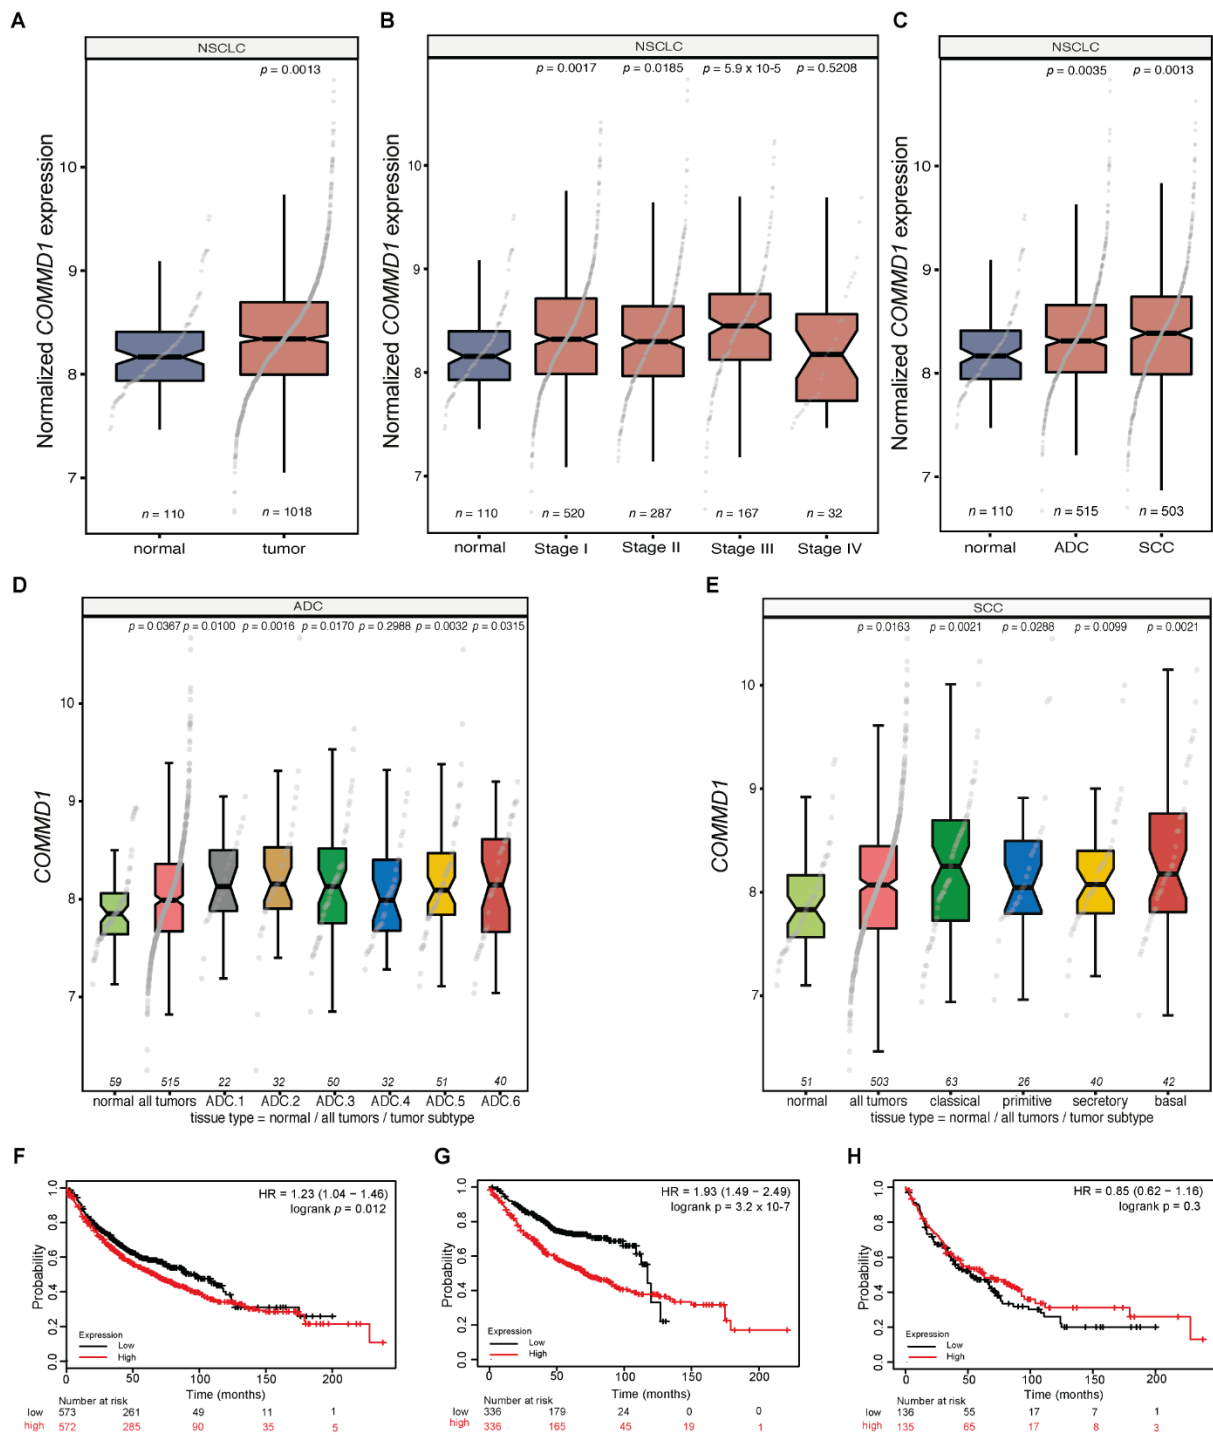 A
NSCLC
p = 0.0013
Normalized COMMD1 expression
10
9
8
7
n = 110
n = 1018
normal
tumor
B
NSCLC
p = 0.0017
p = 0.0185
p = 5.9 x 10-5
p = 0.5208
Normalized COMMD1 expression
10
9
8
7
n = 110
n = 520
n = 287
n = 167
n = 32
normal
Stage I
Stage II
Stage III
Stage IV
C
NSCLC
p = 0.0035
p = 0.0013
Normalized COMMD1 expression
10
9
8
7
n = 110
n = 515
n = 503
normal
ADC
SCC
D
ADC
p = 0.0367 p = 0.0100 p = 0.0016 p = 0.0170 p = 0.2988 p = 0.0032 p = 0.0315
COMMD1
10
9
8
7
59 515 22 32 50 32 51 40
normal all tumors ADC.1 ADC.2 ADC.3 ADC.4 ADC.5 ADC.6
tissue type = normal / all tumors / tumor subtype
E
SCC
p = 0.0163 p = 0.0021 p = 0.0288 p = 0.0099 p = 0.0021
COMMD1
10
9
8
7
51 503 63 26 40 42
normal all tumors classical primitive secretory basal
tissue type = normal / all tumors / tumor subtype
F
HR = 1.23 (1.04 − 1.46)
logrank p = 0.012
Probability
1.0
0.8
0.6
0.4
0.2
0.0
Expression
Low
High
0 50 100 150 200
Time (months)
Number at risk
low 573 261 49 11 1
high 572 285 90 35 5
G
HR = 1.93 (1.49 − 2.49)
logrank p = 3.2 x 10-7
Probability
1.0
0.8
0.6
0.4
0.2
0.0
Expression
Low
High
0 50 100 150 200
Time (months)
Number at risk
low 336 179 24 0 0
high 336 165 45 19 1
H
HR = 0.85 (0.62 − 1.16)
logrank p = 0.3
Probability
1.0
0.8
0.6
0.4
0.2
0.0
Expression
Low
High
0 50 100 150 200
Time (months)
Number at risk
low 136 55 17 7 1
high 135 65 17 8 3